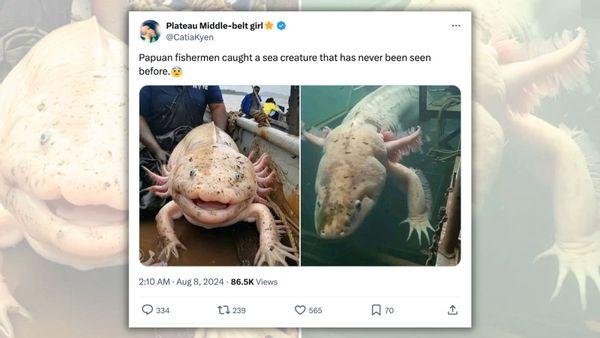 Plateau Middle-belt girl
@CatiaKyen
Papuan fishermen caught a sea creature that has never been seen
before.😰
2:10 AM · Aug 8, 2024 · 86.5K Views
334 239 565 70